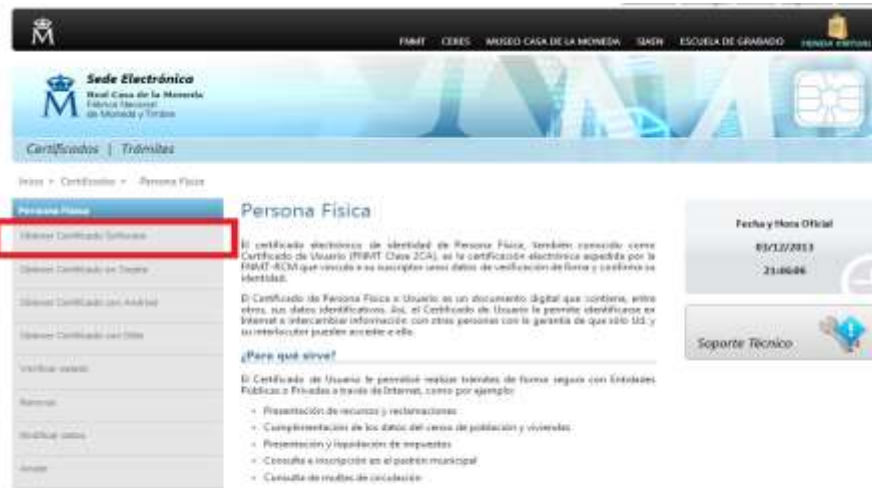 FNMT CERES MUSEO CASA DE LA MONEDA SIAEN ESCUELA DE GRABADO TIENDA VIRTUAL
Sede Electrónica
Real Casa de la Moneda
Fábrica Nacional
de Moneda y Timbre
Certificados | Trámites
Inicio Certificados Persona Física
Persona Física
Obtener Certificado Software
Obtener Certificado en Tarjeta
Obtener Certificado con Android
Obtener Certificado con DNIe
Verificar estado
Renovar
Modificar datos
Anular
Persona Física
El certificado electrónico de identidad de Persona Física, también conocido como
Certificado de Usuario (FNMT Clase 2CA), es la certificación electrónica expedida por la
FNMT-RCM que vincula a su suscriptor unos datos de verificación de firma y confirma su
identidad.
El Certificado de Persona Física o Usuario es un documento digital que contiene, entre
otros, sus datos identificativos. Así, el Certificado de Usuario le permite identificarse en
Internet e intercambiar información con otras personas con la garantía de que sólo Ud. y
su interlocutor pueden acceder a ella.
¿Para qué sirve?
El Certificado de Usuario le permitirá realizar trámites de forma segura con Entidades
Públicas o Privadas a través de Internet, como por ejemplo:
Presentación de recursos y reclamaciones
Cumplimentación de los datos del censo de población y viviendas
Presentación y liquidación de impuestos
Consulta e inscripción en el padrón municipal
Consulta de multas de circulación
Fecha y Hora Oficial
03/12/2013
21:06:06
Soporte Técnico